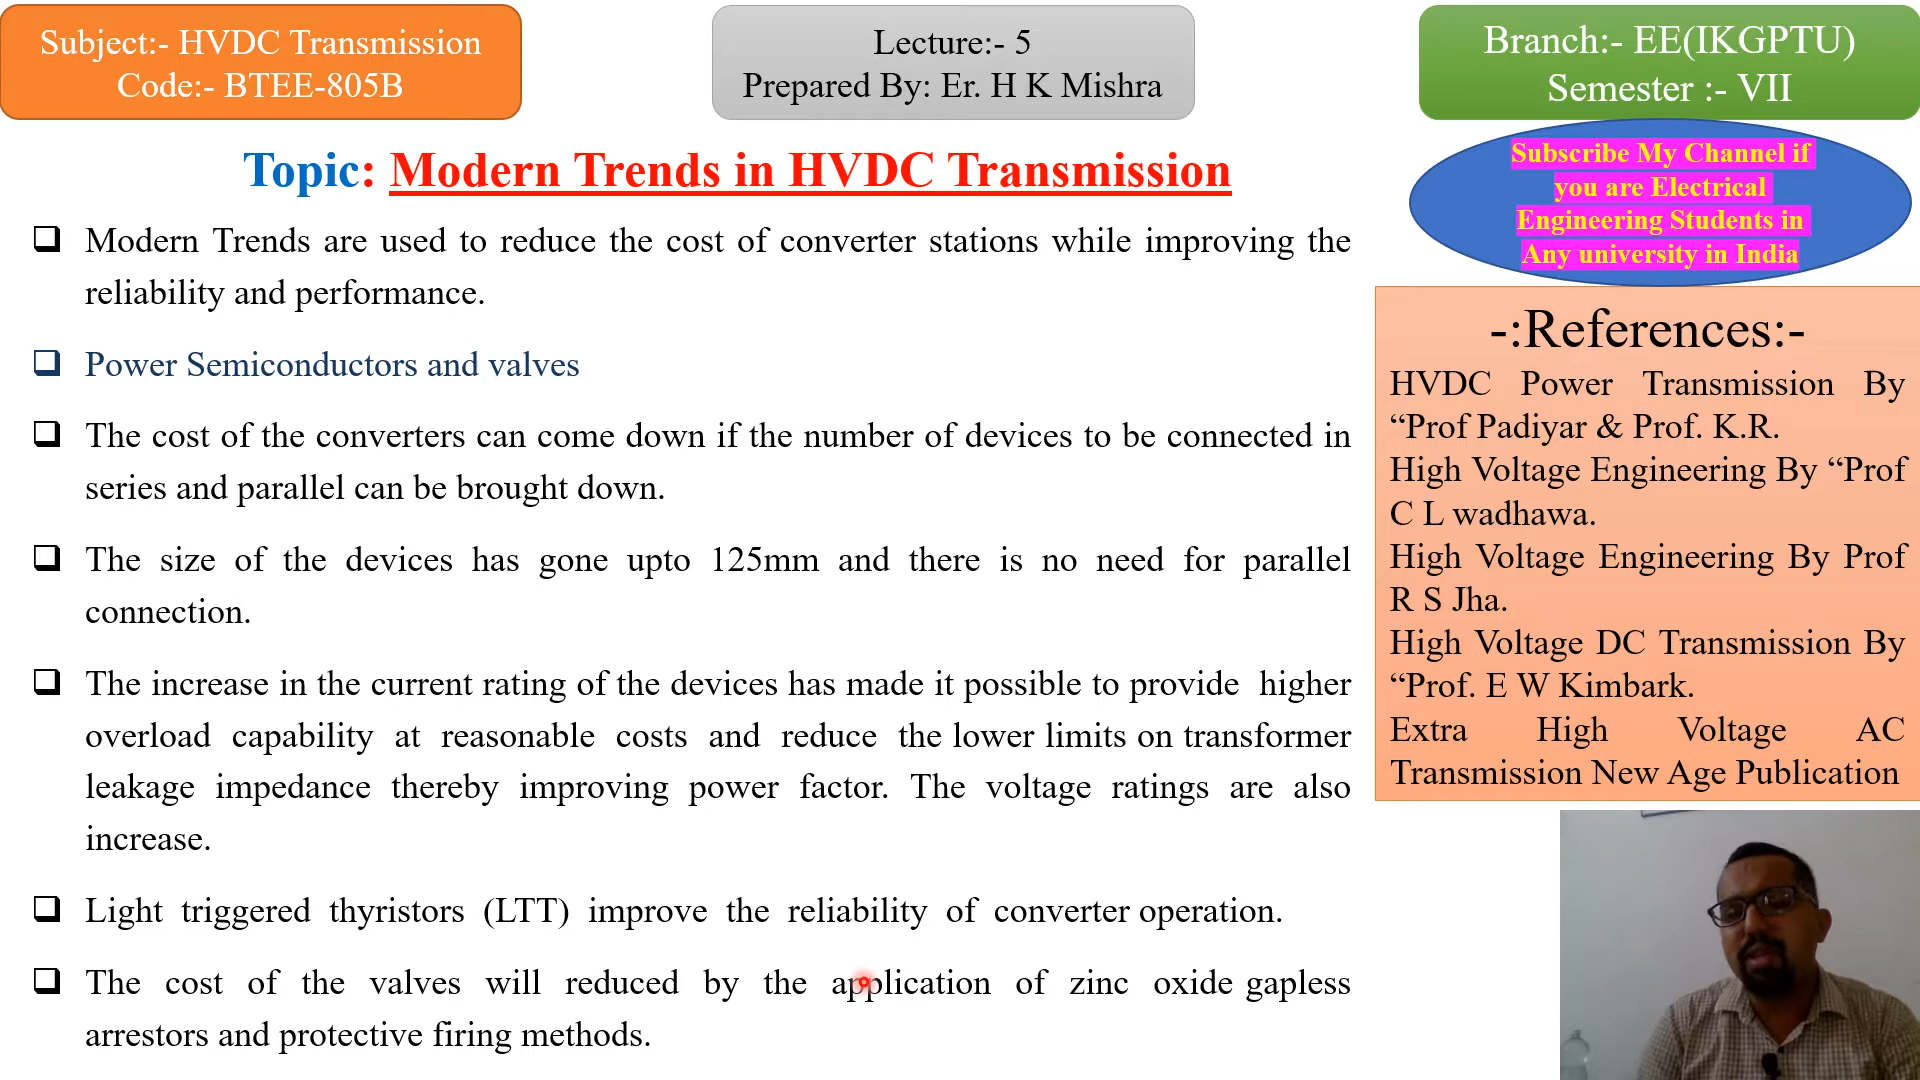 Subject:- HVDC Transmission
Code:- BTEE-805B
Lecture:- 5
Prepared By: Er. H K Mishra
Branch:- EE(IKGPTU)
Semester :- VII
Subscribe My Channel if
you are Electrical
Engineering Students in
Any university in India
Topic: Modern Trends in HVDC Transmission
Modern Trends are used to reduce the cost of converter stations while improving the
reliability and performance.
Power Semiconductors and valves
The cost of the converters can come down if the number of devices to be connected in
series and parallel can be brought down.
The size of the devices has gone upto 125mm and there is no need for parallel
connection.
The increase in the current rating of the devices has made it possible to provide higher
overload capability at reasonable costs and reduce the lower limits on transformer
leakage impedance thereby improving power factor. The voltage ratings are also
increase.
Light triggered thyristors (LTT) improve the reliability of converter operation.
The cost of the valves will reduced by the application of zinc oxide gapless
arrestors and protective firing methods.
-:References:-
HVDC Power Transmission By
“Prof Padiyar & Prof. K.R.
High Voltage Engineering By “Prof
C L wadhawa.
High Voltage Engineering By Prof
R S Jha.
High Voltage DC Transmission By
“Prof. E W Kimbark.
Extra High Voltage AC
Transmission New Age Publication